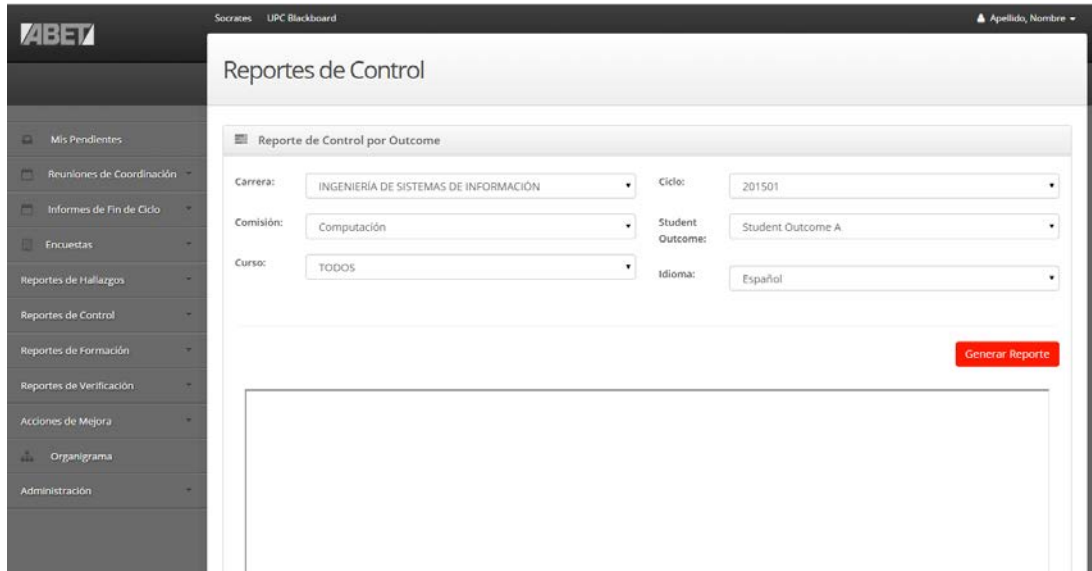 ABET
Socrates UPC Blackboard
Apellido, Nombre
Reportes de Control
Mis Pendientes
Reuniones de Coordinación
Informes de Fin de Ciclo
Encuestas
Reportes de Hallazgos
Reportes de Control
Reportes de Formación
Reportes de Verificación
Acciones de Mejora
Organigrama
Administración
Reporte de Control por Outcome
Carrera: INGENIERÍA DE SISTEMAS DE INFORMACIÓN
Ciclo: 201501
Comisión: Computación
Student
Outcome: Student Outcome A
Curso: TODOS
Idioma: Español
Generar Reporte